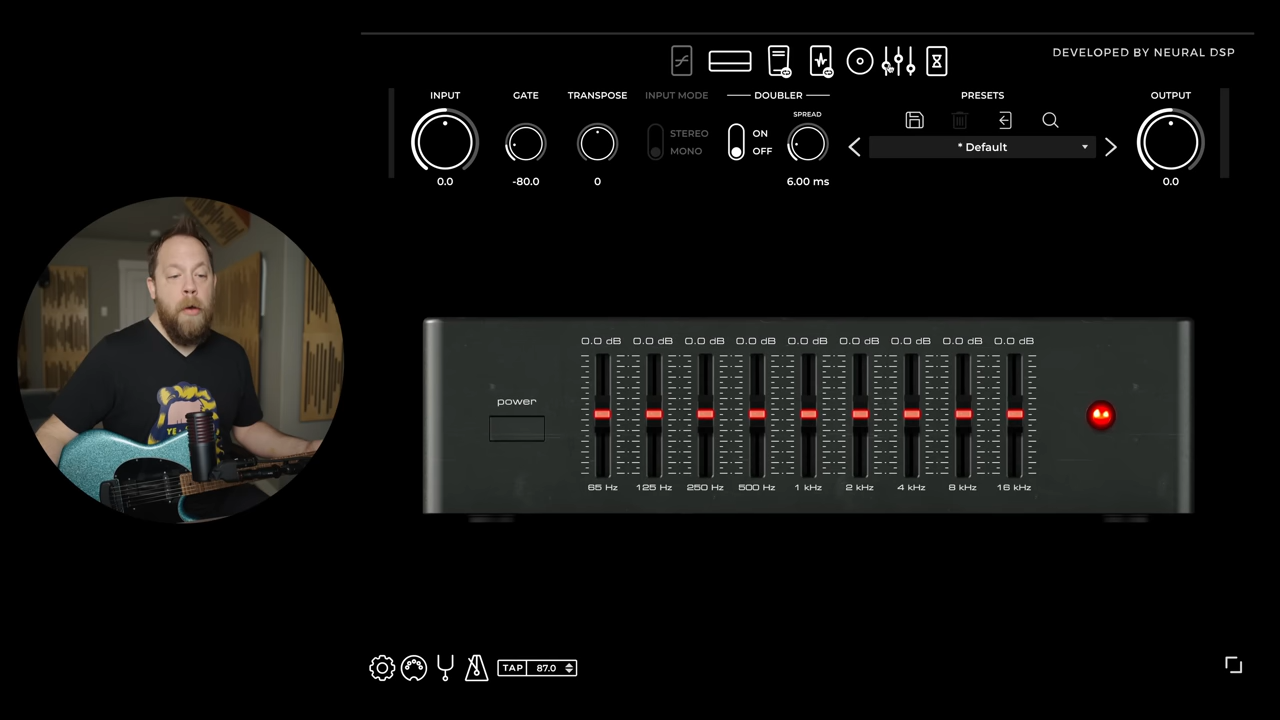 DEVELOPED BY NEURAL DSP
INPUT
GATE
TRANSPOSE
INPUT MODE
DOUBLER
PRESETS
OUTPUT
SPREAD
STEREO
MONO
ON
OFF
* Default
0.0
-80.0
0
6.00 ms
0.0
0.0 dB 0.0 dB 0.0 dB 0.0 dB 0.0 dB 0.0 dB 0.0 dB 0.0 dB 0.0 dB
power
65 Hz 125 Hz 250 Hz 500 Hz 1 kHz 2 kHz 4 kHz 8 kHz 16 kHz
TAP 87.0